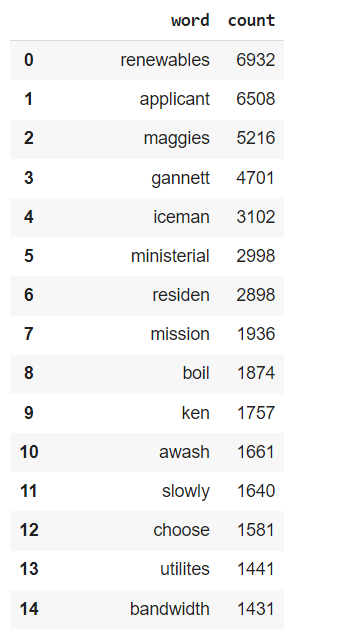 word count
0 renewables 6932
1 applicant 6508
2 maggies 5216
3 gannett 4701
4 iceman 3102
5 ministerial 2998
6 residen 2898
7 mission 1936
8 boil 1874
9 ken 1757
10 awash 1661
11 slowly 1640
12 choose 1581
13 utilites 1441
14 bandwidth 1431